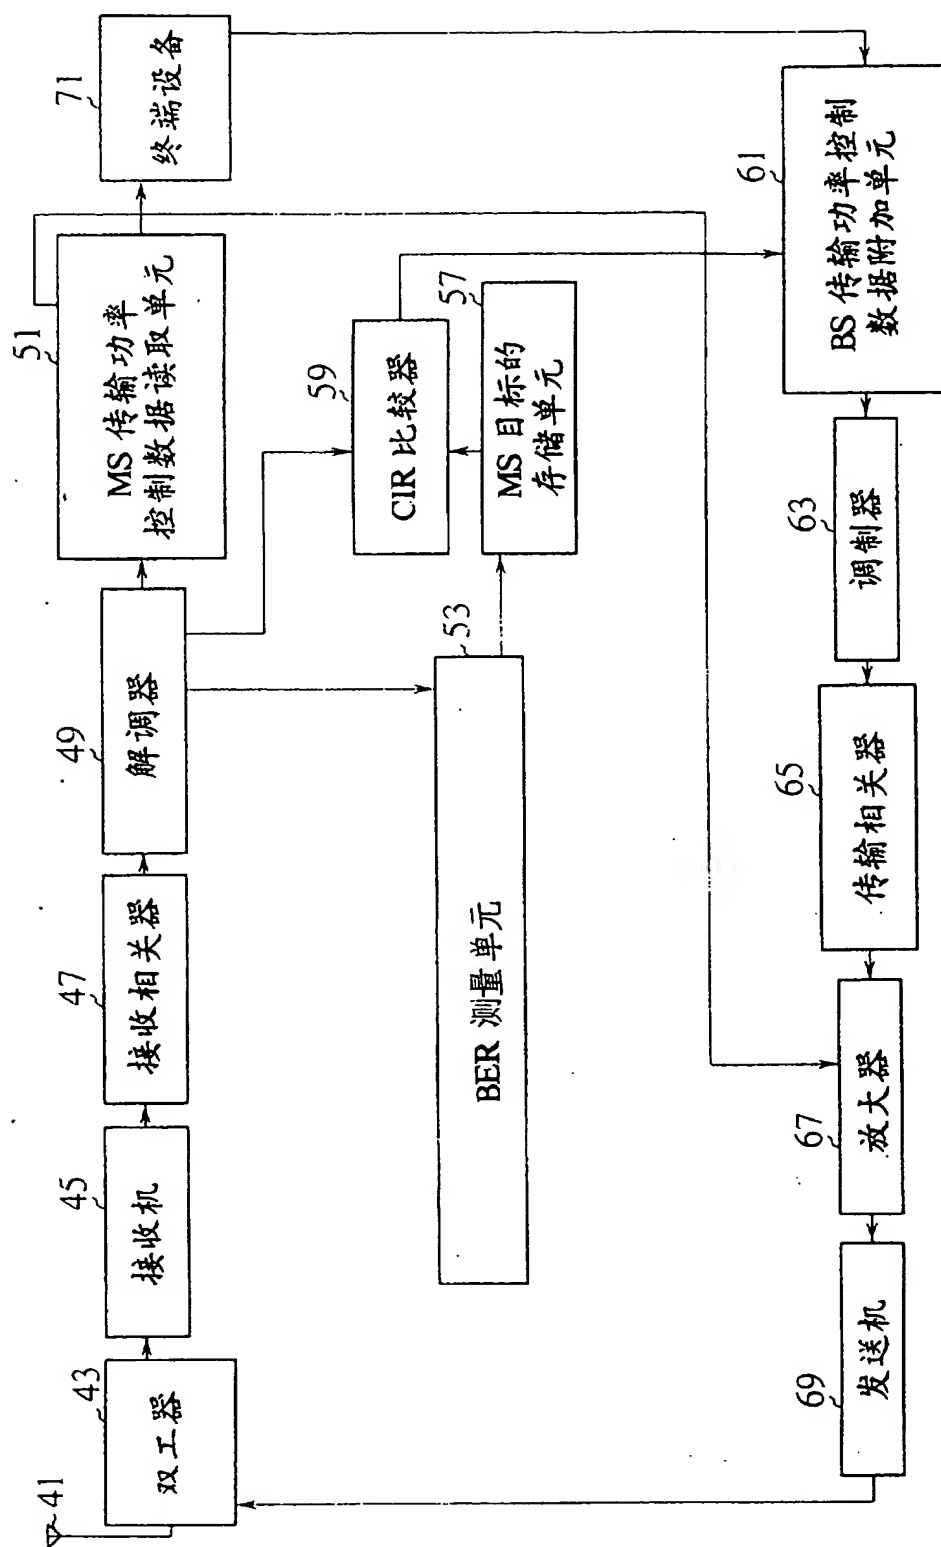 41
43
双工器
45
接收机
47
接收相关器
49
解调器
51
MS 传输功率
控制数据读取单元
71
终端设备
53
BER 测量单元
59
CIR 比较器
57
MS 目标的
存储单元
61
BS 传输功率控制
数据附加单元
63
调制器
65
传输相关器
67
放大器
69
发送机